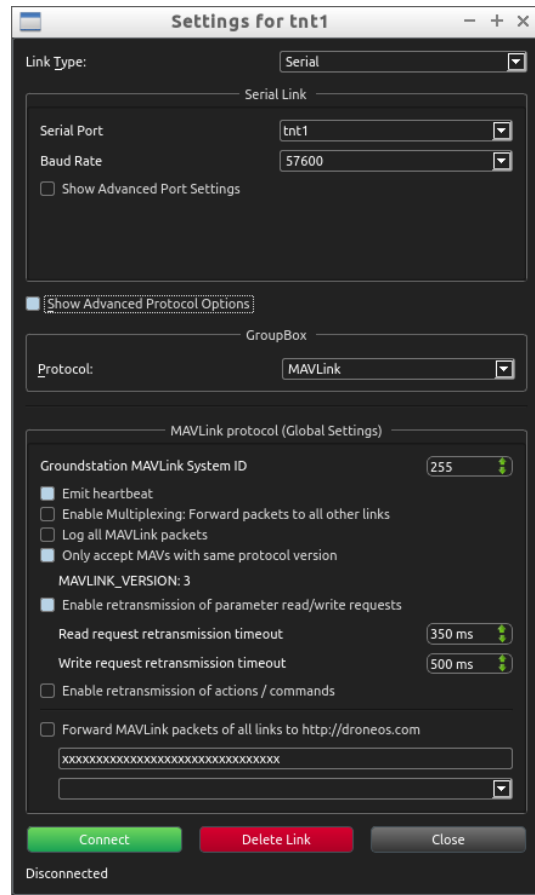 Settings for tnt1
Link Type: Serial
Serial Link
Serial Port tnt1
Baud Rate 57600
Show Advanced Port Settings
Show Advanced Protocol Options
GroupBox
Protocol: MAVLink
MAVLink protocol (Global Settings)
Groundstation MAVLink System ID 255
Emit heartbeat
Enable Multiplexing: Forward packets to all other links
Log all MAVLink packets
Only accept MAVs with same protocol version
MAVLINK_VERSION: 3
Enable retransmission of parameter read/write requests
Read request retransmission timeout 350 ms
Write request retransmission timeout 500 ms
Enable retransmission of actions / commands
Forward MAVLink packets of all links to http://droneos.com
xxxxxxxxxxxxxxxxxxxxxxxxxxxxxxxx
Connect Delete Link Close
Disconnected